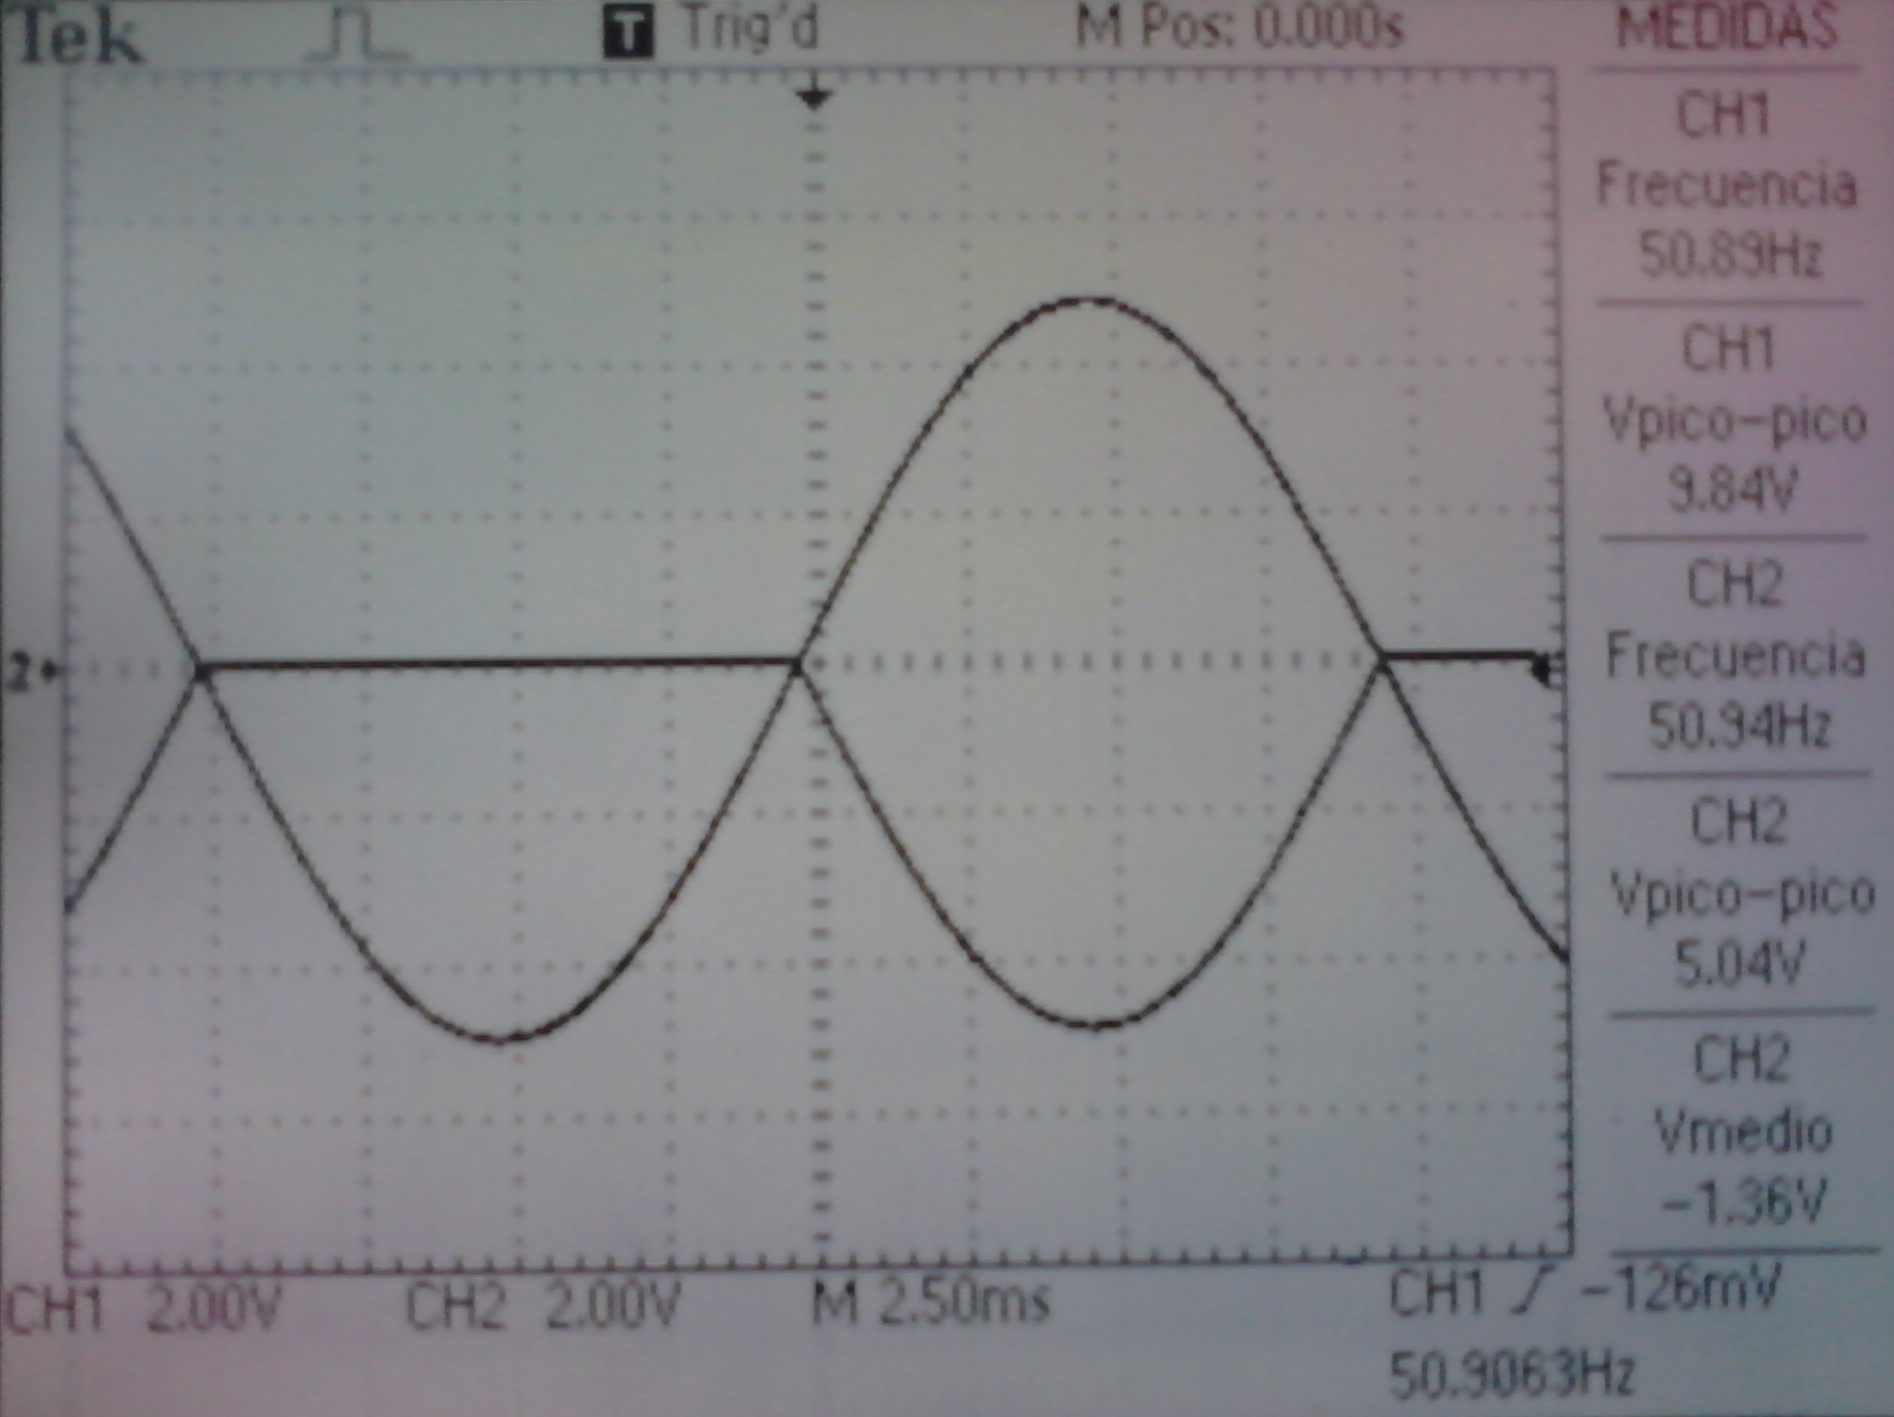 Tek T Trig'd M Pos: 0.000s MEDIDAS
CH1
Frecuencia
50.89Hz
CH1
Vpico-pico
9.84V
CH2
Frecuencia
50.94Hz
CH2
Vpico-pico
5.04V
CH2
Vmedio
-1.36V
2
CH1 2.00V CH2 2.00V M 2.50ms CH1 -126mV
50.9063Hz